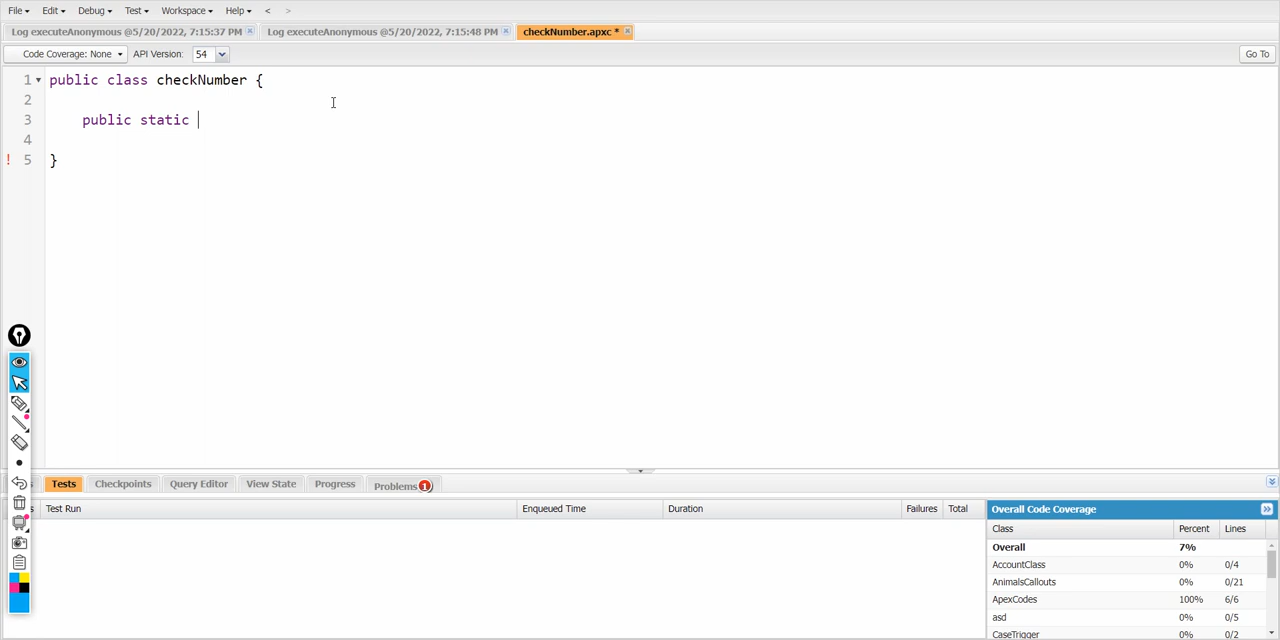 File Edit Debug Test Workspace Help < >
Log executeAnonymous @5/20/2022, 7:15:37 PM Log executeAnonymous @5/20/2022, 7:15:48 PM checkNumber.apxc *
Code Coverage: None API Version: 54 Go To
1 public class checkNumber {
2
3 public static
4
! 5 }
Tests Checkpoints Query Editor View State Progress Problems 1
Test Run Enqueued Time Duration Failures Total
Overall Code Coverage
Class Percent Lines
Overall 7%
AccountClass 0% 0/4
AnimalsCallouts 0% 0/21
ApexCodes 100% 6/6
asd 0% 0/5
CaseTrigger 0% 0/2